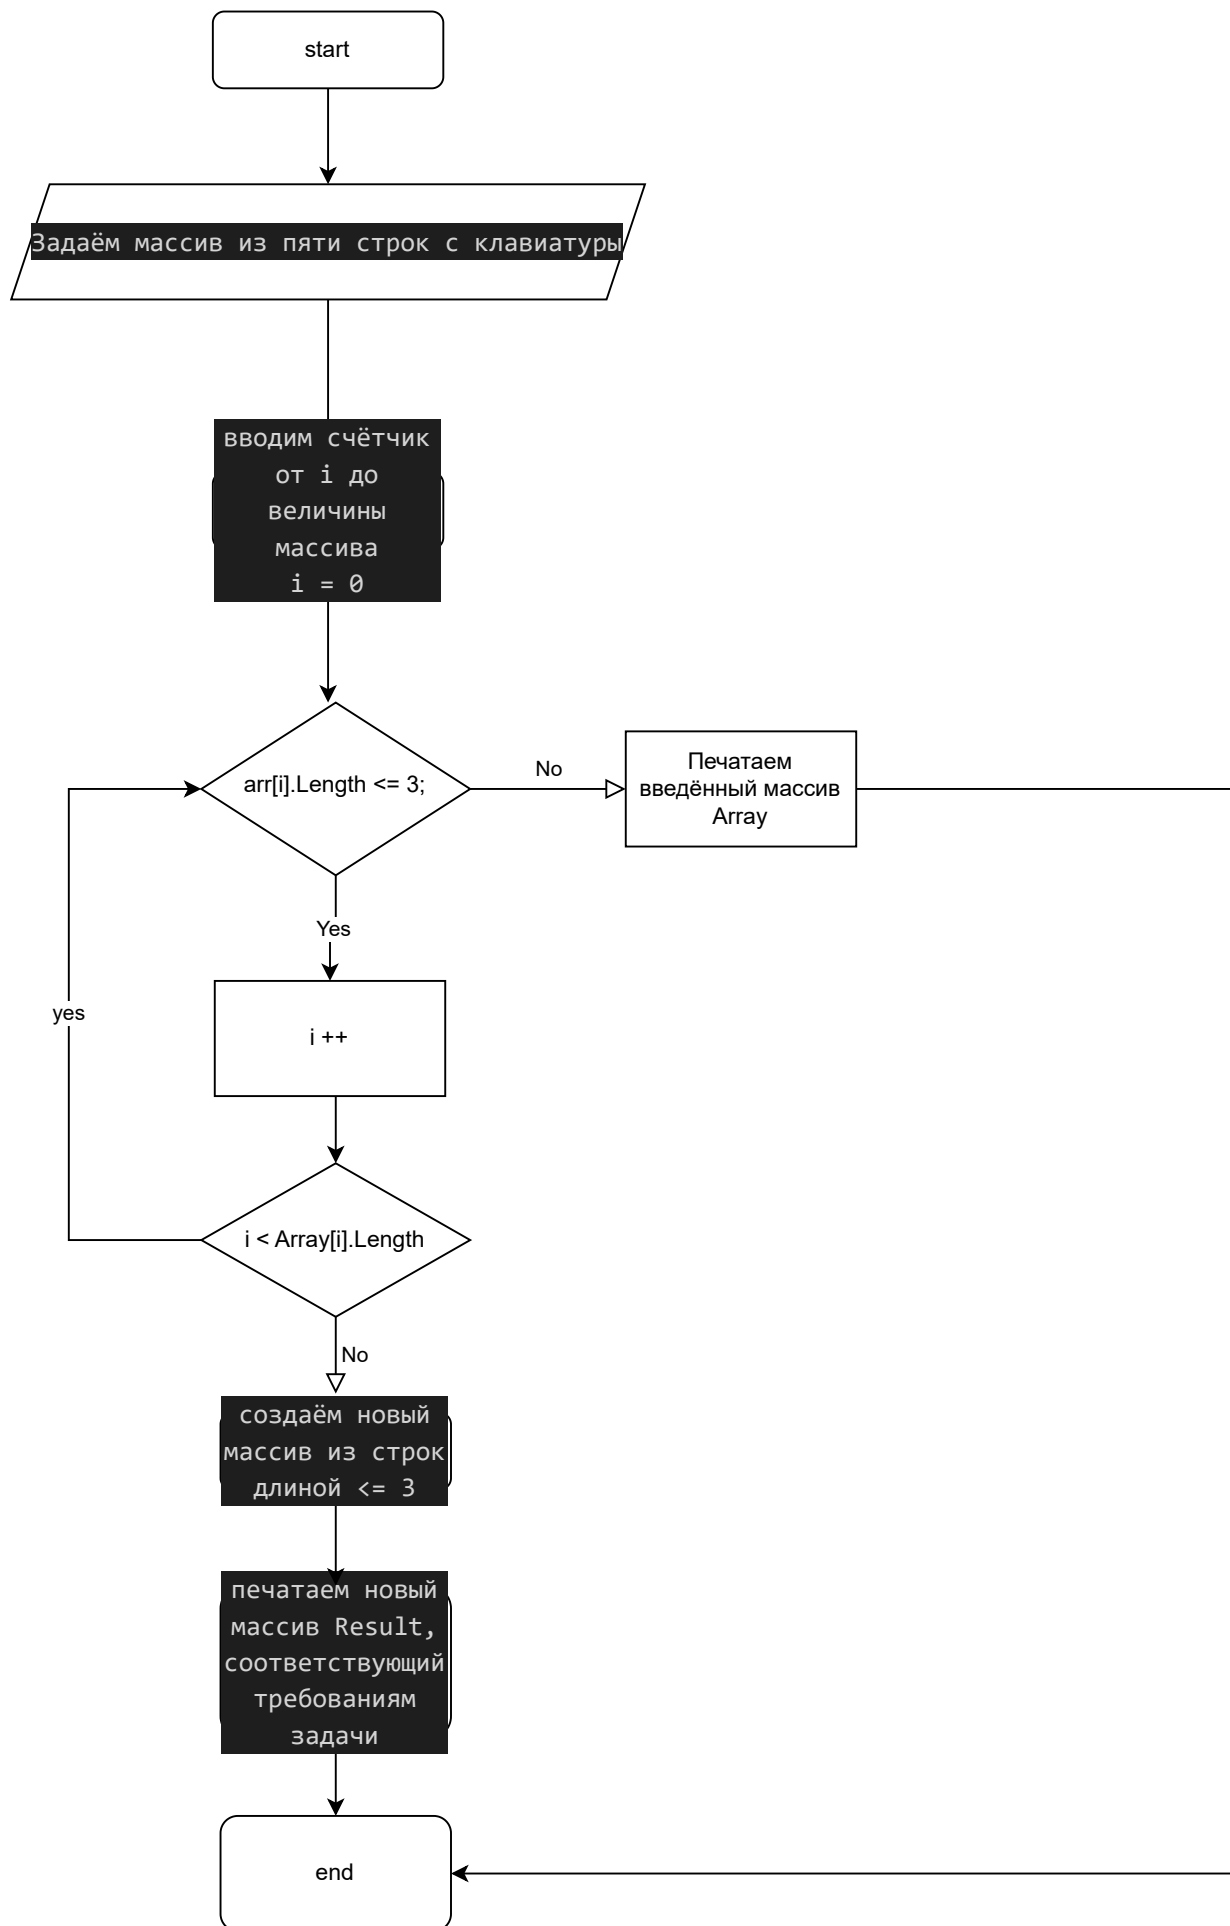 start
Задаём массив из пяти строк с клавиатуры
вводим счётчик
от i до
величины
массива
i = 0
arr[i].Length <= 3;
No
Печатаем
введённый массив
Array
Yes
i ++
yes
i < Array[i].Length
No
создаём новый
массив из строк
длиной <= 3
печатаем новый
массив Result,
соответствующий
требованиям
задачи
end